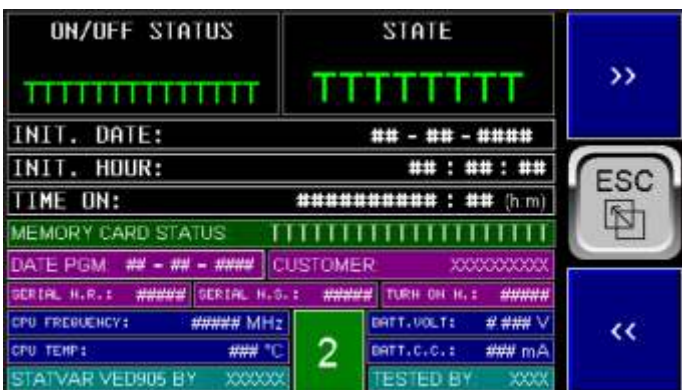 ON/OFF STATUS STATE
TTTTTTTTTTTTTT TTTTTTTT
>>
INIT. DATE: ## - ## - ####
INIT. HOUR: ## : ## : ##
TIME ON: ########## : ## (h m)
ESC
MEMORY CARD STATUS TTTTTTTTTTTTTTTTTTTT
DATE PGM ## - ## - #### CUSTOMER XXXXXXXXXX
SERIAL H.R.: ##### SERIAL H.S.: ##### TURN ON N.: #####
CPU FREQUENCY: ##### MHz BATT.VOLT: #.### V
CPU TEMP: ### °C 2 BATT.C.C.: ### mA
<<
STATVAR VED905 BY XXXXXX TESTED BY XXXX